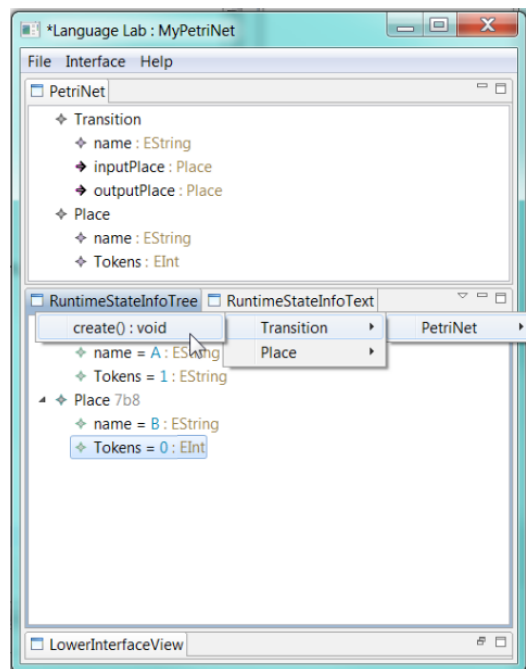 *Language Lab : MyPetriNet
File Interface Help
PetriNet
Transition
name : EString
inputPlace : Place
outputPlace : Place
Place
name : EString
Tokens : EInt
RuntimeStateInfoTree RuntimeStateInfoText
create() : void Transition PetriNet
Place
name = A : EString
Tokens = 1 : EString
Place 7b8
name = B : EString
Tokens = 0 : EInt
LowerInterfaceView